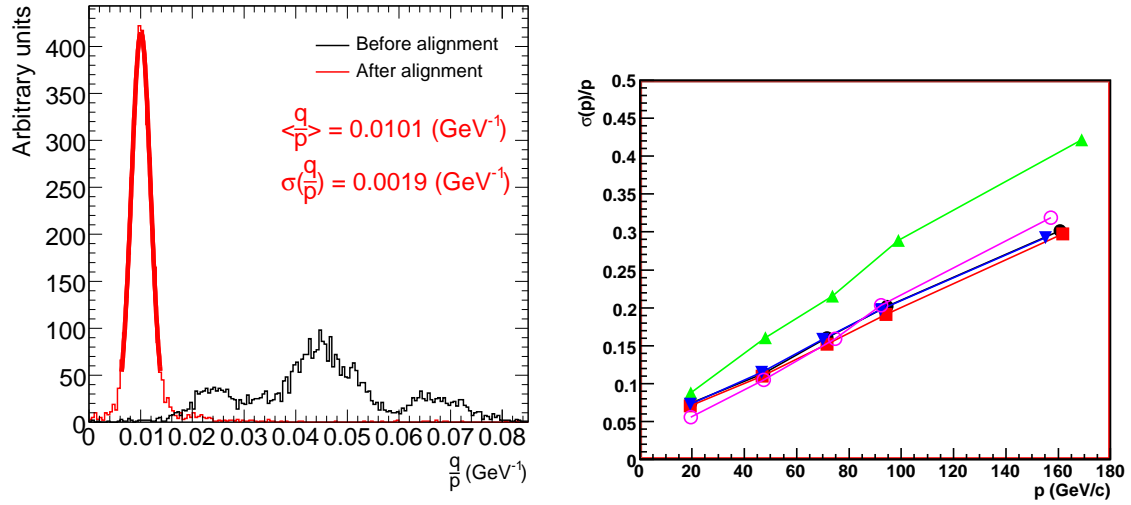 Arbitrary units
400
350
300
250
200
150
100
50
0
Before alignment
After alignment
<q/p> = 0.0101 (GeV⁻¹)
σ(q/p) = 0.0019 (GeV⁻¹)
0 0.01 0.02 0.03 0.04 0.05 0.06 0.07 0.08
q/p (GeV⁻¹)
σ(p)/p
0.5
0.45
0.4
0.35
0.3
0.25
0.2
0.15
0.1
0.05
0
0 20 40 60 80 100 120 140 160 180
p (GeV/c)